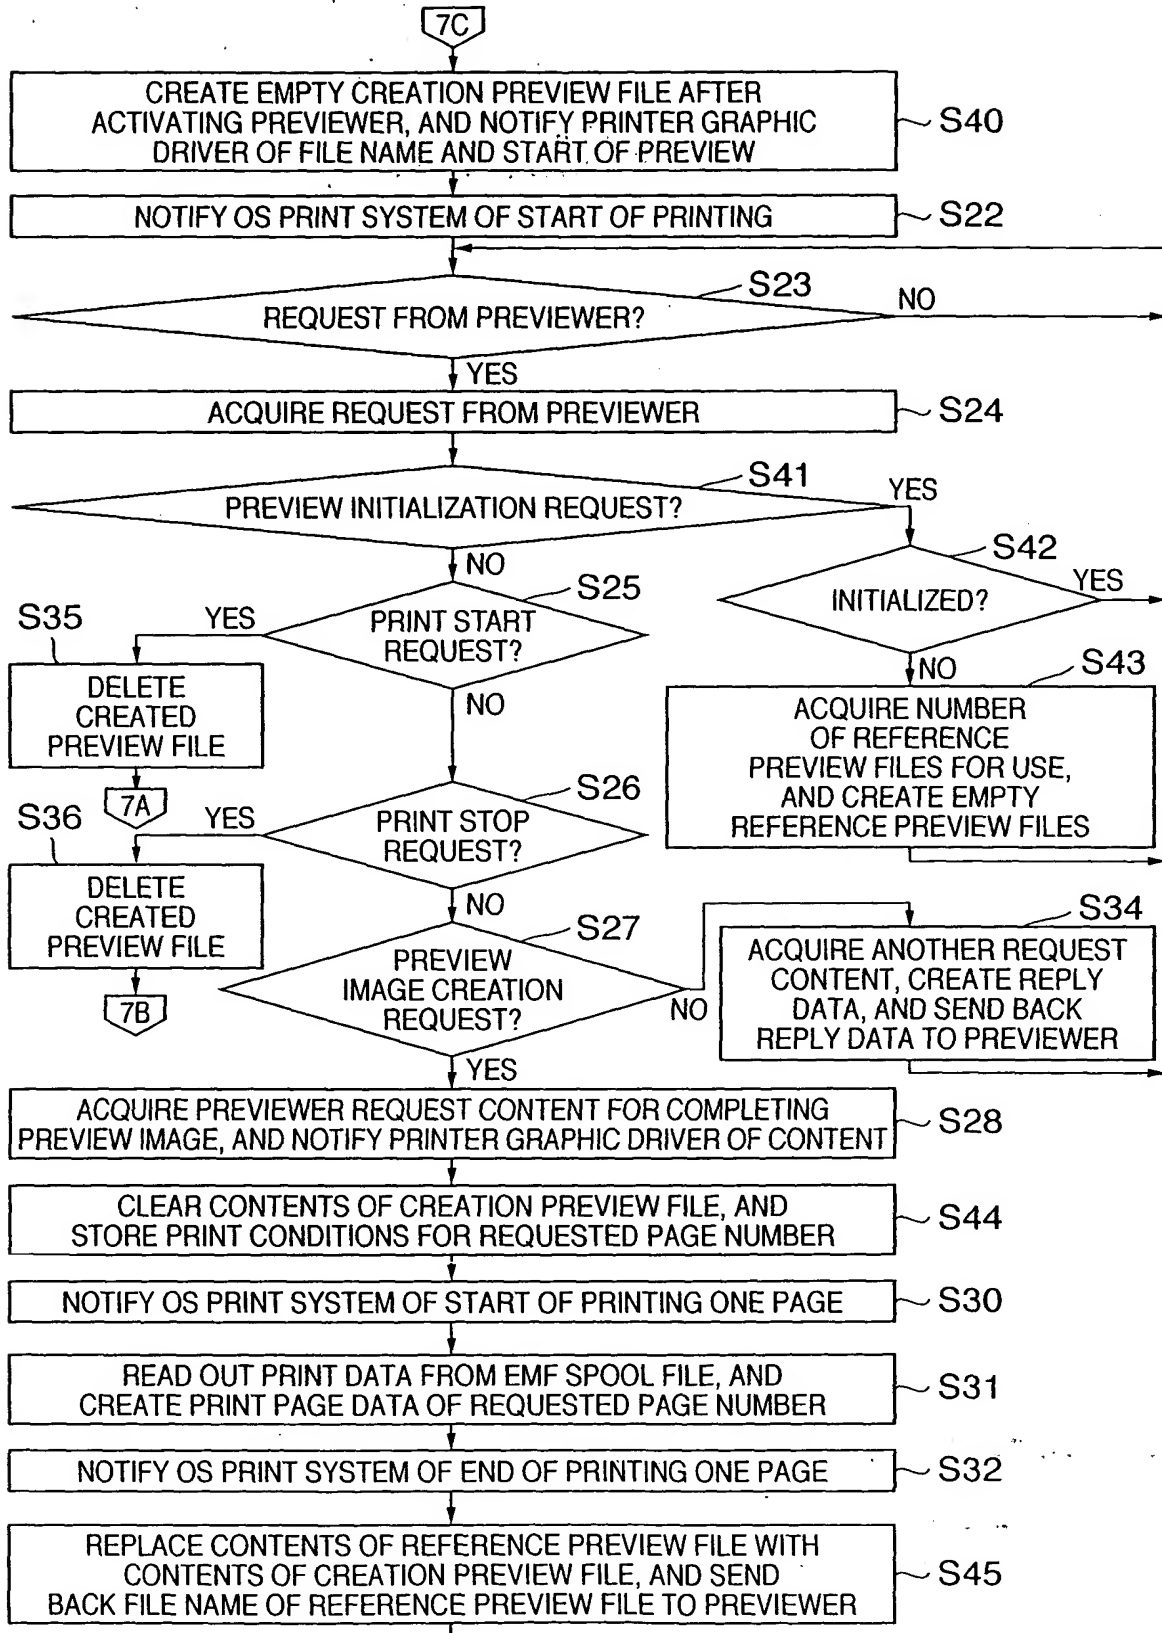 7C
CREATE EMPTY CREATION PREVIEW FILE AFTER
ACTIVATING PREVIEWER, AND NOTIFY PRINTER GRAPHIC
DRIVER OF FILE NAME AND START OF PREVIEW
S40
NOTIFY OS PRINT SYSTEM OF START OF PRINTING
S22
S23
REQUEST FROM PREVIEWER?
NO
YES
ACQUIRE REQUEST FROM PREVIEWER
S24
S41
PREVIEW INITIALIZATION REQUEST?
YES
NO
S42
INITIALIZED?
YES
NO
S43
ACQUIRE NUMBER
OF REFERENCE
PREVIEW FILES FOR USE,
AND CREATE EMPTY
REFERENCE PREVIEW FILES
S25
PRINT START
REQUEST?
YES
NO
S35
DELETE
CREATED
PREVIEW FILE
7A
S26
PRINT STOP
REQUEST?
YES
NO
S36
DELETE
CREATED
PREVIEW FILE
7B
S27
PREVIEW
IMAGE CREATION
REQUEST?
NO
YES
S34
ACQUIRE ANOTHER REQUEST
CONTENT, CREATE REPLY
DATA, AND SEND BACK
REPLY DATA TO PREVIEWER
ACQUIRE PREVIEWER REQUEST CONTENT FOR COMPLETING
PREVIEW IMAGE, AND NOTIFY PRINTER GRAPHIC DRIVER OF CONTENT
S28
CLEAR CONTENTS OF CREATION PREVIEW FILE, AND
STORE PRINT CONDITIONS FOR REQUESTED PAGE NUMBER
S44
NOTIFY OS PRINT SYSTEM OF START OF PRINTING ONE PAGE
S30
READ OUT PRINT DATA FROM EMF SPOOL FILE, AND
CREATE PRINT PAGE DATA OF REQUESTED PAGE NUMBER
S31
NOTIFY OS PRINT SYSTEM OF END OF PRINTING ONE PAGE
S32
REPLACE CONTENTS OF REFERENCE PREVIEW FILE WITH
CONTENTS OF CREATION PREVIEW FILE, AND SEND
BACK FILE NAME OF REFERENCE PREVIEW FILE TO PREVIEWER
S45